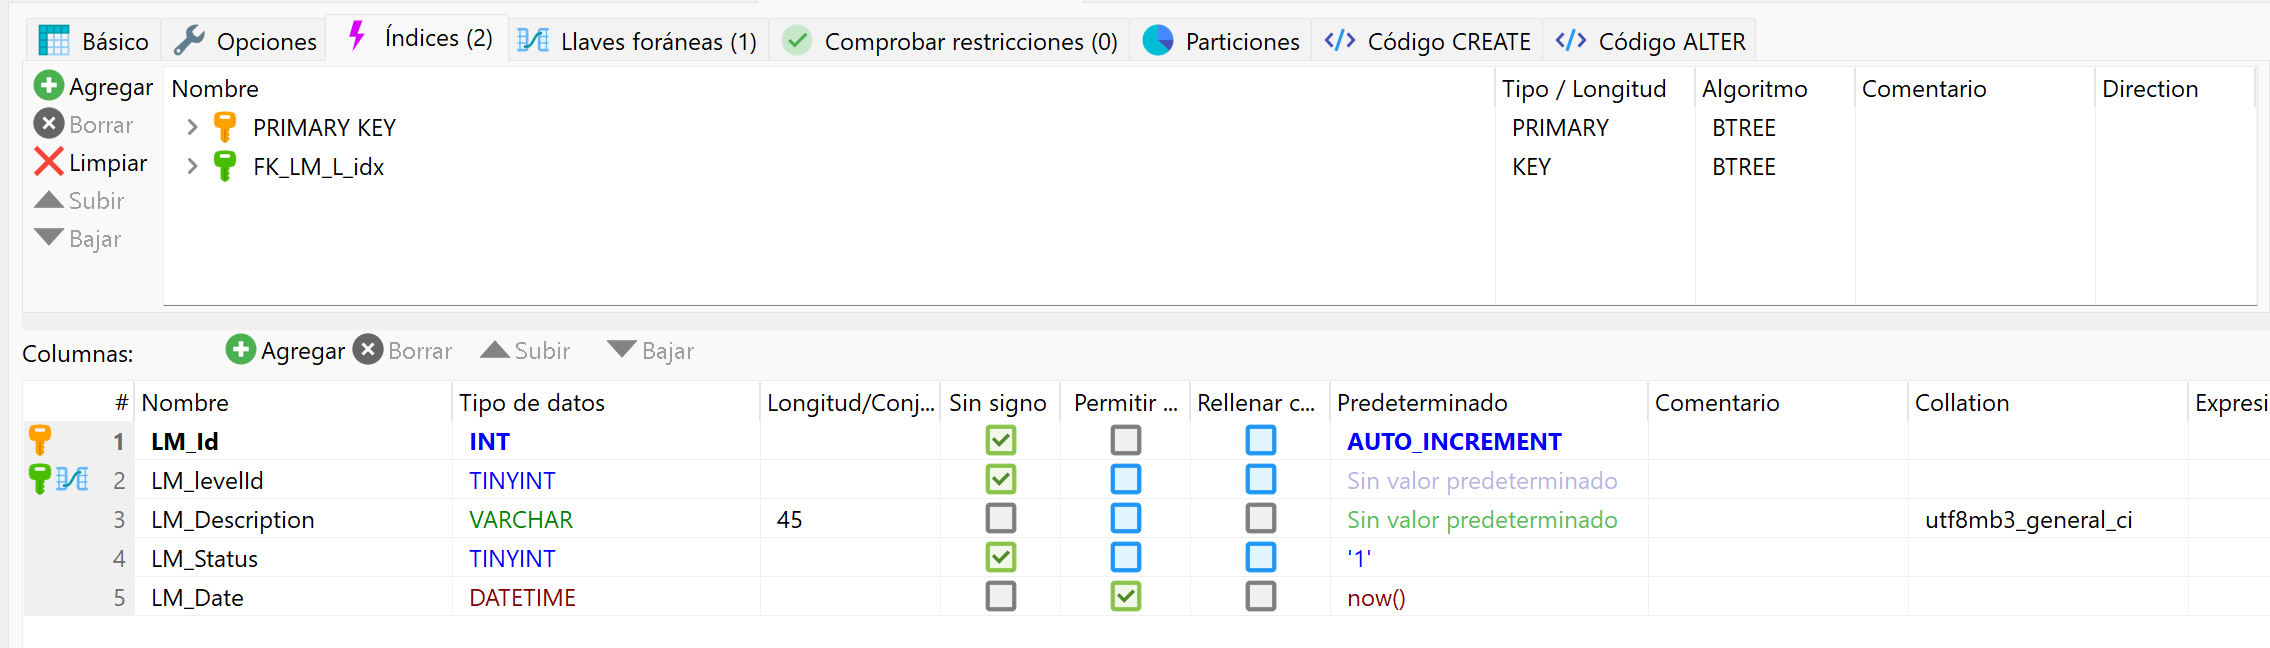 Básico Opciones Índices (2) Llaves foráneas (1) Comprobar restricciones (0) Particiones Código CREATE Código ALTER
Agregar
Borrar
Limpiar
Subir
Bajar
Nombre Tipo / Longitud Algoritmo Comentario Direction
PRIMARY KEY PRIMARY BTREE
FK_LM_L_idx KEY BTREE
Columnas: Agregar Borrar Subir Bajar
# Nombre Tipo de datos Longitud/Conj... Sin signo Permitir ... Rellenar c... Predeterminado Comentario Collation Expresi
1 LM_Id INT AUTO_INCREMENT
2 LM_levelId TINYINT Sin valor predeterminado
3 LM_Description VARCHAR 45 Sin valor predeterminado utf8mb3_general_ci
4 LM_Status TINYINT '1'
5 LM_Date DATETIME now()